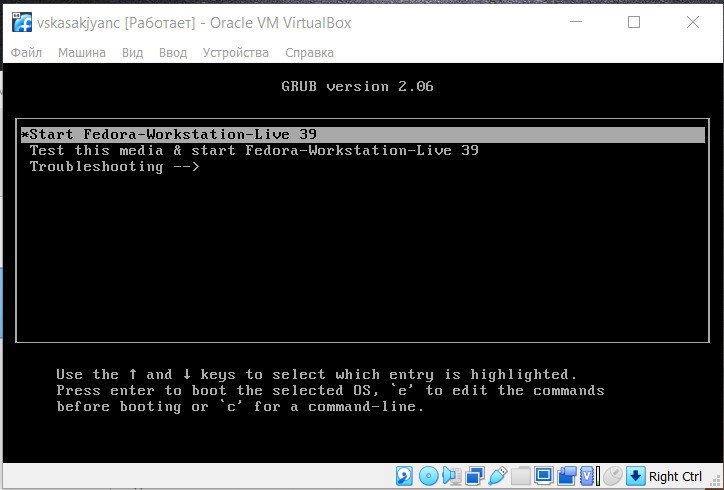 vskasakjyanc [Работает] - Oracle VM VirtualBox
Файл Машина Вид Ввод Устройства Справка
GRUB version 2.06
*Start Fedora-Workstation-Live 39
Test this media & start Fedora-Workstation-Live 39
Troubleshooting -->
Use the ↑ and ↓ keys to select which entry is highlighted.
Press enter to boot the selected OS, `e' to edit the commands
before booting or `c' for a command-line.
Right Ctrl